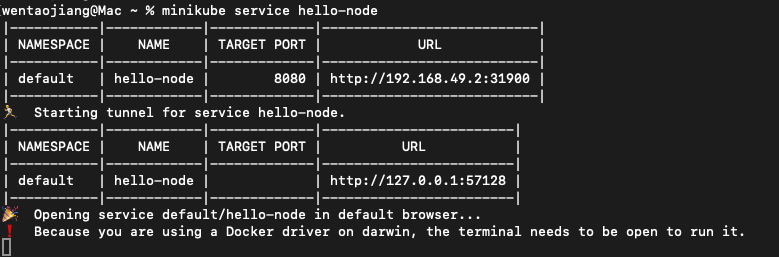 (wentaojiang@Mac ~ % minikube service hello-node
|-----------|------------|-------------|---------------------------|
| NAMESPACE |    NAME    | TARGET PORT |            URL            |
|-----------|------------|-------------|---------------------------|
| default   | hello-node |        8080 | http://192.168.49.2:31900 |
|-----------|------------|-------------|---------------------------|
🏃  Starting tunnel for service hello-node.
|-----------|------------|-------------|------------------------|
| NAMESPACE |    NAME    | TARGET PORT |          URL           |
|-----------|------------|-------------|------------------------|
| default   | hello-node |             | http://127.0.0.1:57128 |
|-----------|------------|-------------|------------------------|
🎉  Opening service default/hello-node in default browser...
❗  Because you are using a Docker driver on darwin, the terminal needs to be open to run it.